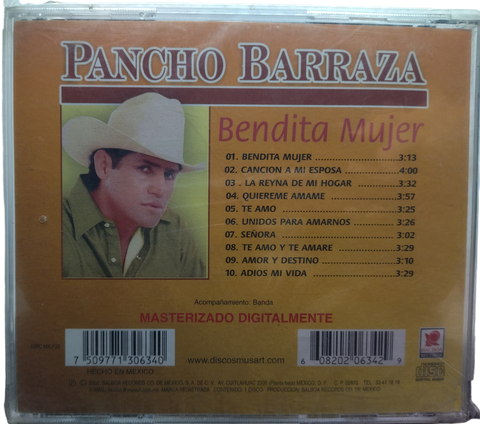 PANCHO BARRAZA
Bendita Mujer
01. BENDITA MUJER ................ 3:13
02. CANCION A MI ESPOSA ................ 4:00
03 . LA REYNA DE MI HOGAR ................ 3:32
04. QUIEREME AMAME ................ 3:57
05. TE AMO ................ 3:25
06. UNIDOS PARA AMARNOS ................ 3:26
07. SEÑORA ................ 3:02
08. TE AMO Y TE AMARE ................ 3:29
09. AMOR Y DESTINO ................ 3:10
10. ADIOS MI VIDA ................ 3:29
Acompañamiento: Banda
MASTERIZADO DIGITALMENTE
7 509771 306340
HECHO EN MEXICO
www.discosmusart.com
6 08202 06342 9